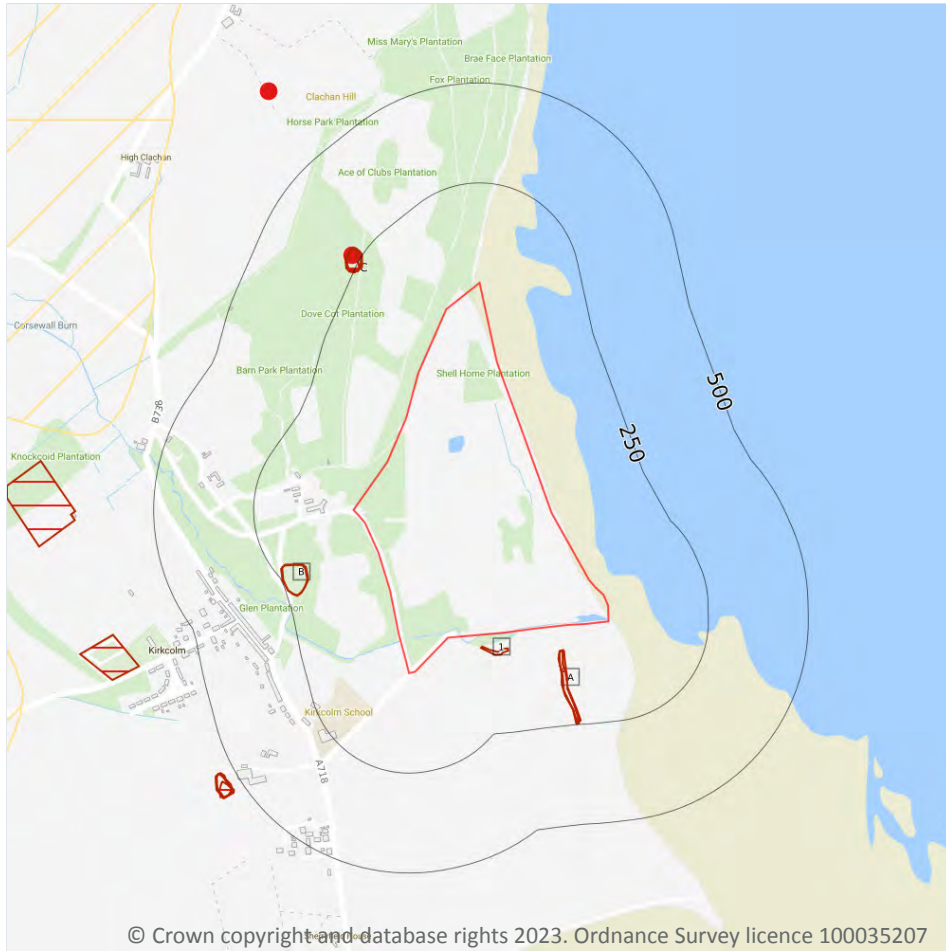 Miss Mary's Plantation
Brae Face Plantation
Fox Plantation
Clachan Hill
Horse Park Plantation
High Clachan
Ace of Clubs Plantation
C
Dove Cot Plantation
Corsewall Burn
Barn Park Plantation
Shell Home Plantation
500
B738
250
Knockcoid Plantation
B
Glen Plantation
1
Kirkcolm
A
Kirkcolm School
A718
© Crown copyright and database rights 2023. Ordnance Survey licence 100035207